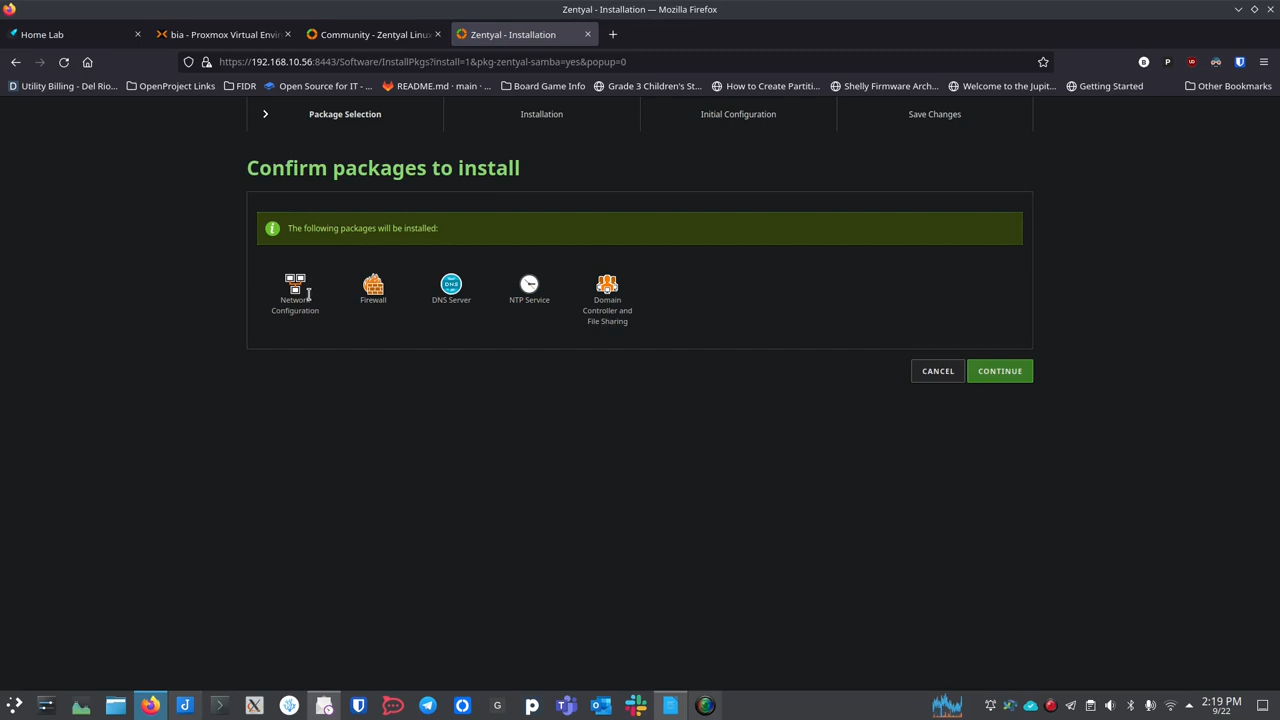 Zentyal - Installation — Mozilla Firefox
Home Lab
bia - Proxmox Virtual Envir
Community - Zentyal Linu
Zentyal - Installation
https://192.168.10.56:8443/Software/InstallPkgs?install=1&pkg-zentyal-samba=yes&popup=0
Utility Billing - Del Rio...
OpenProject Links
FIDR
Open Source for IT - ...
README.md · main · ...
Board Game Info
Grade 3 Children's St...
How to Create Partiti...
Shelly Firmware Arch...
Welcome to the Jupit...
Getting Started
Other Bookmarks
Package Selection
Installation
Initial Configuration
Save Changes
Confirm packages to install
The following packages will be installed:
Network
Configuration
Firewall
DNS
DNS Server
NTP Service
Domain
Controller and
File Sharing
CANCEL
CONTINUE
2:19 PM
9/22